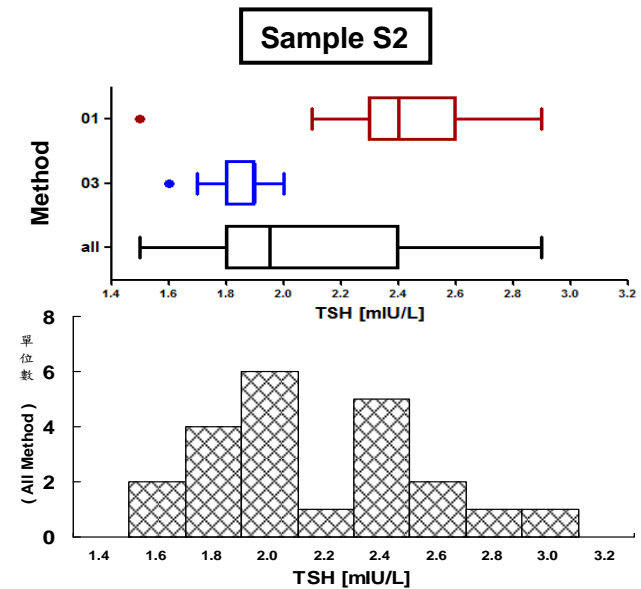 Sample S2
Method
01
03
all
1.4 1.6 1.8 2.0 2.2 2.4 2.6 2.8 3.0 3.2
TSH [mIU/L]
單位數
( All Method )
8
6
4
2
0
1.4 1.6 1.8 2.0 2.2 2.4 2.6 2.8 3.0 3.2
TSH [mIU/L]